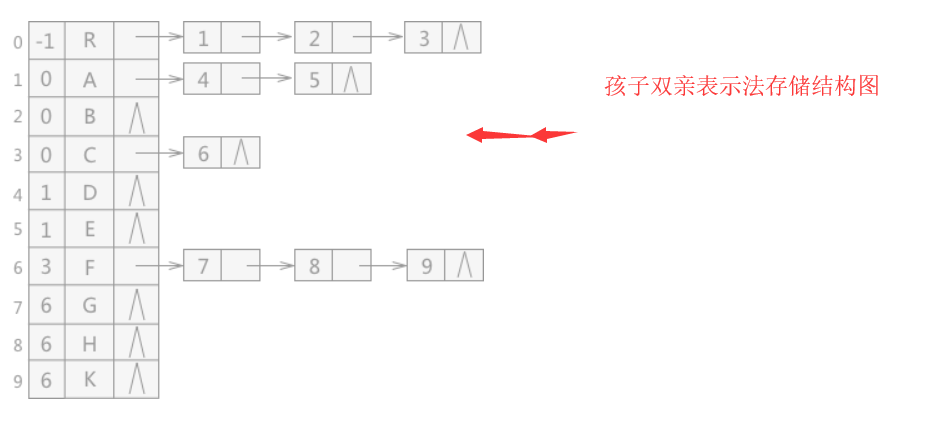 0 -1 R 1 2 3 ∧
孩子双亲表示法存储结构图
1 0 A 4 5 ∧
2 0 B ∧
3 0 C 6 ∧
4 1 D ∧
5 1 E ∧
6 3 F 7 8 9 ∧
7 6 G ∧
8 6 H ∧
9 6 K ∧